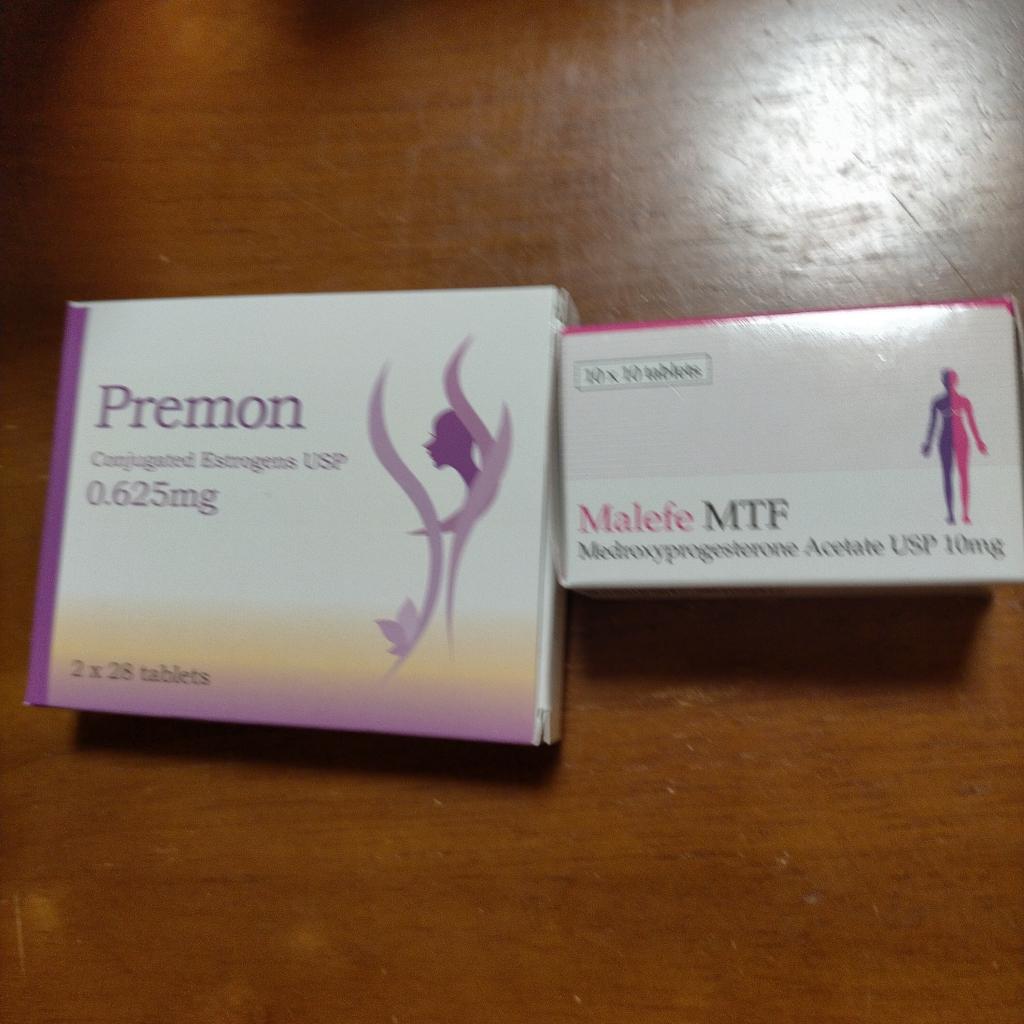 Premon
Conjugated Estrogens USP
0.625mg
2 x 28 tablets
10 x 10 tablets
Malefe MTF
Medroxyprogesterone Acetate USP 10mg